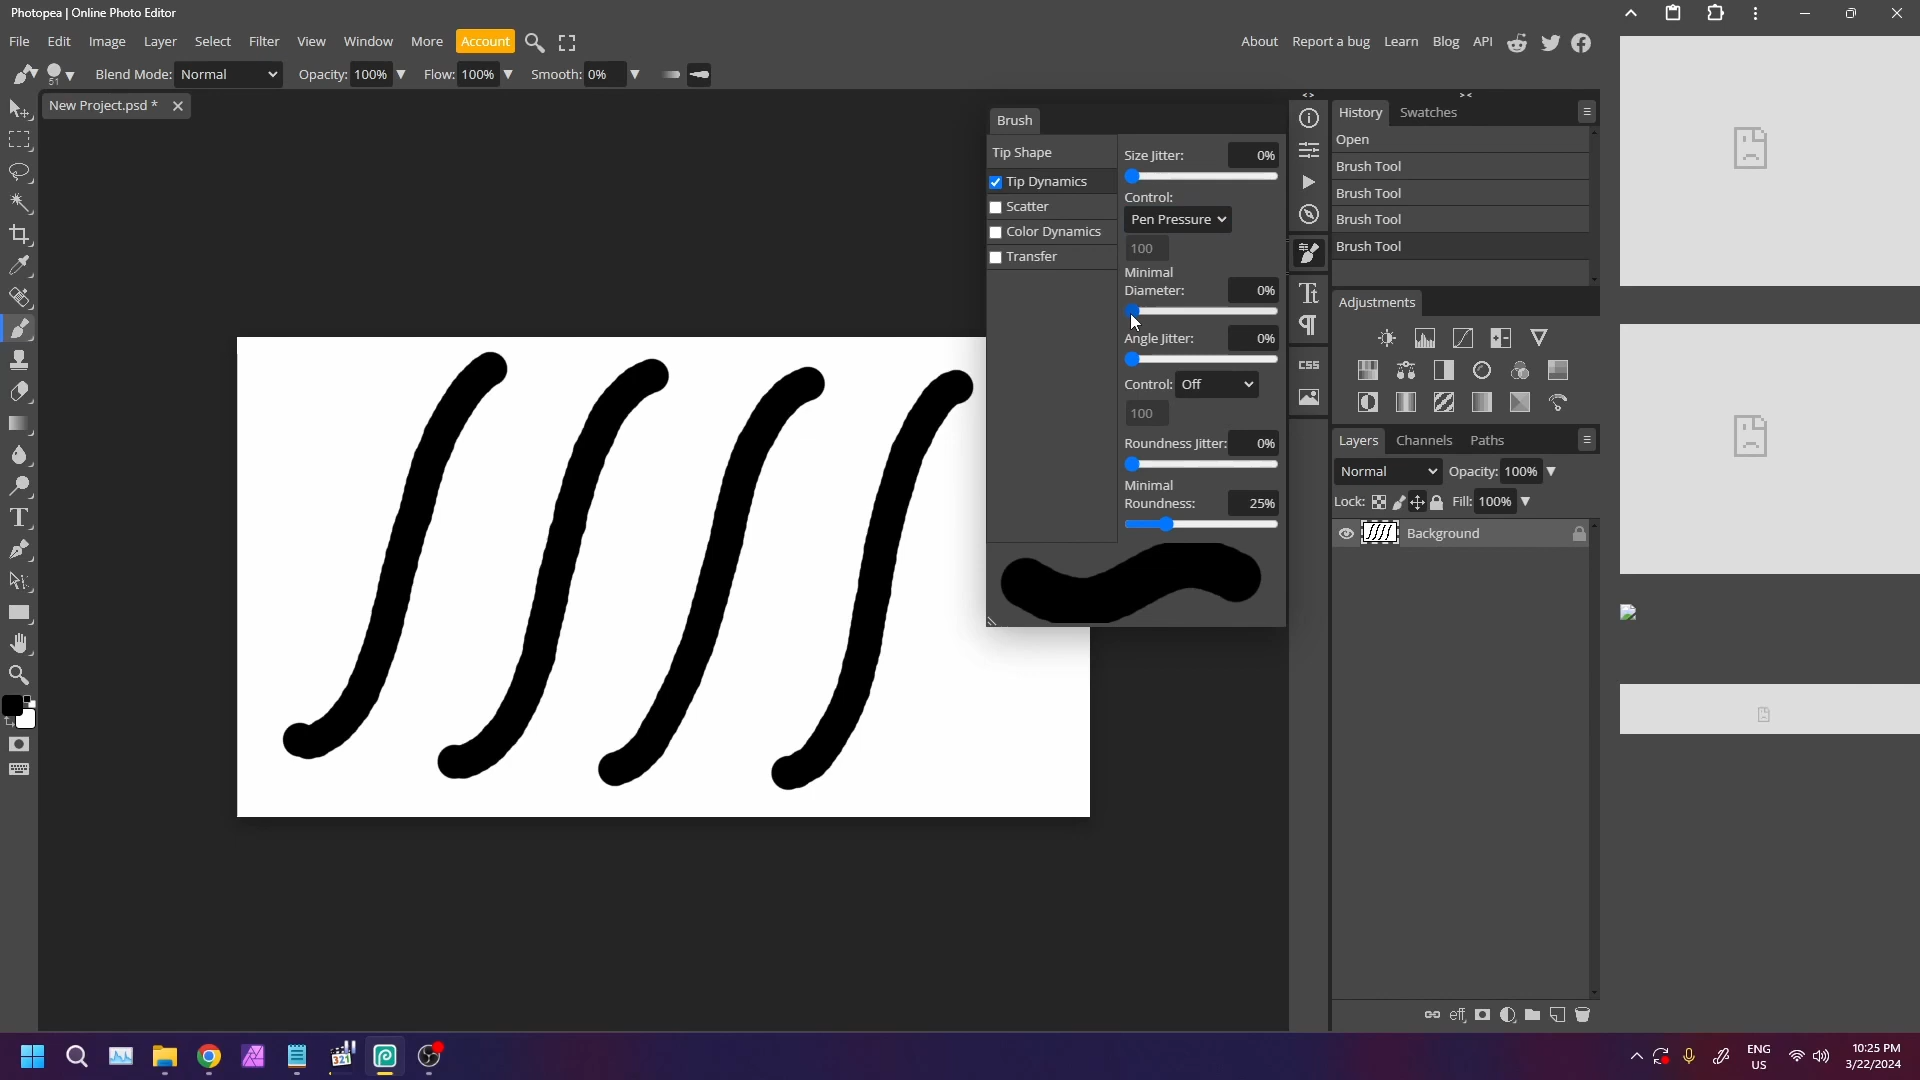 Photopea | Online Photo Editor
File Edit Image Layer Select Filter View Window More Account
About Report a bug Learn Blog API
51 Blend Mode: Normal Opacity: 100% Flow: 100% Smooth: 0%
New Project.psd *
Brush
Tip Shape
Tip Dynamics
Scatter
Color Dynamics
Transfer
Size Jitter: 0%
Control:
Pen Pressure
100
Minimal
Diameter: 0%
Angle Jitter: 0%
Control: Off
100
Roundness Jitter: 0%
Minimal
Roundness: 25%
CSS
History Swatches
Open
Brush Tool
Brush Tool
Brush Tool
Brush Tool
Adjustments
Layers Channels Paths
Normal Opacity: 100%
Lock: Fill: 100%
Background
eff
321
ENG
US
10:25 PM
3/22/2024